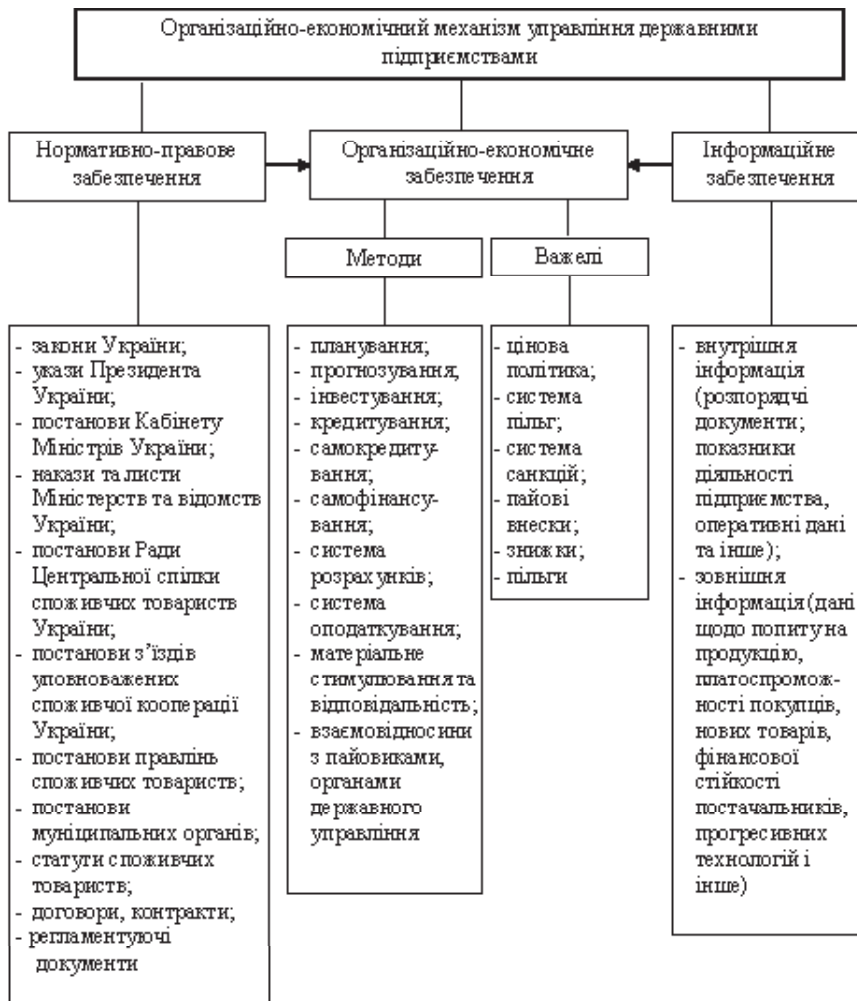 Організаційно-економічний механізм управління державними
підприємствами
Нормативно-правове
забезпечення
Організаційно-економічне
забезпечення
Інформаційне
забезпечення
Методи
Важелі
- закони України;
- укази Президента
України;
- постанови Кабінету
Міністрів України;
- накази та листи
Міністерств та відомств
України;
- постанови Ради
Центральної спілки
споживчих товариств
України;
- постанови з’їздів
уповноважених
споживчої кооперації
України;
- постанови правлінь
споживчих товариств;
- постанови
муніципальних органів;
- статути споживчих
товариств;
- договори, контракти;
- регламентуючі
документи
- планування;
- прогнозування;
- інвестування;
- кредитування;
- самокредиту-
вання;
- самофінансу-
вання;
- система
розрахунків;
- система
оподаткування;
- матеріальне
стимулювання та
відповідальність;
- взаємовідносини
з пайовиками,
органами
державного
управління
- цінова
політика;
- система
пільг;
- система
санкцій;
- пайові
внески;
- знижки;
- пільги
- внутрішня
інформація
(розпорядчі
документи;
показники
діяльності
підприємства,
оперативні дані
та інше);
- зовнішня
інформація (дані
щодо попиту на
продукцію,
платоспромож-
ності покупців,
нових товарів,
фінансової
стійкості
постачальників,
прогресивних
технологій і
інше)